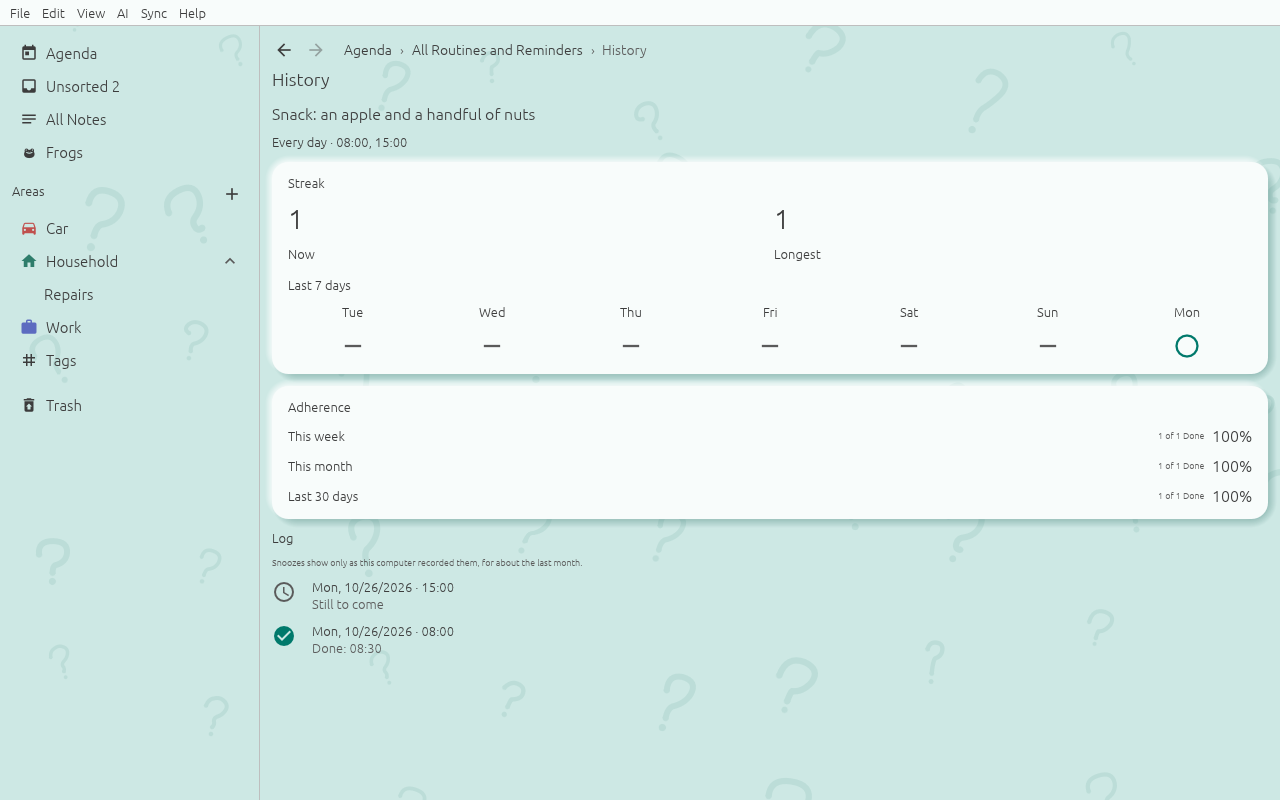 File Edit View AI Sync Help
Agenda
Unsorted 2
All Notes
Frogs
Areas
Car
Household
Repairs
Work
Tags
Trash
Agenda › All Routines and Reminders › History
History
Snack: an apple and a handful of nuts
Every day · 08:00, 15:00
Streak
1 1
Now Longest
Last 7 days
Tue Wed Thu Fri Sat Sun Mon
Adherence
This week 1 of 1 Done 100%
This month 1 of 1 Done 100%
Last 30 days 1 of 1 Done 100%
Log
Snoozes show only as this computer recorded them, for about the last month.
Mon, 10/26/2026 · 15:00
Still to come
Mon, 10/26/2026 · 08:00
Done: 08:30